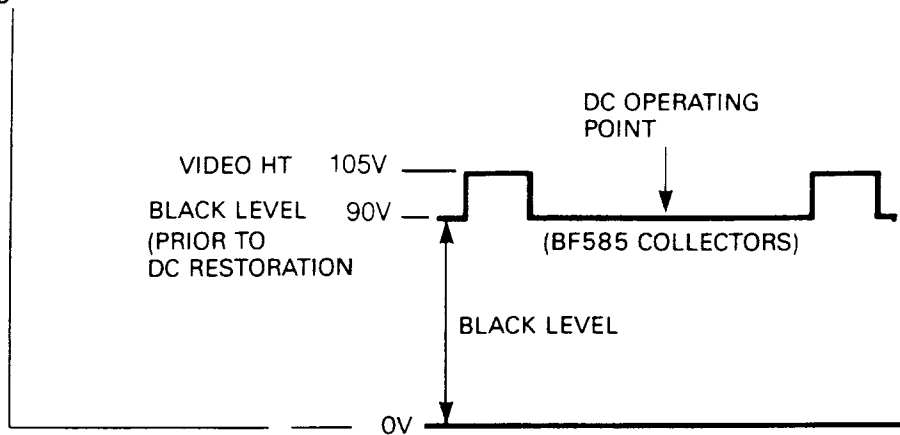 DC OPERATING
POINT
VIDEO HT 105V
BLACK LEVEL 90V
(PRIOR TO
DC RESTORATION
(BF585 COLLECTORS)
BLACK LEVEL
0V